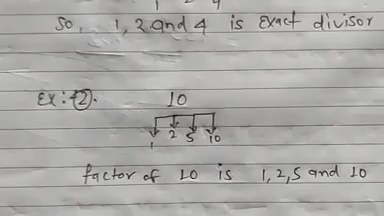 So, 1, 2 and 4 is exact divisor
Ex:-②. 10
1 2 5 10
factor of 10 is 1, 2, 5 and 10